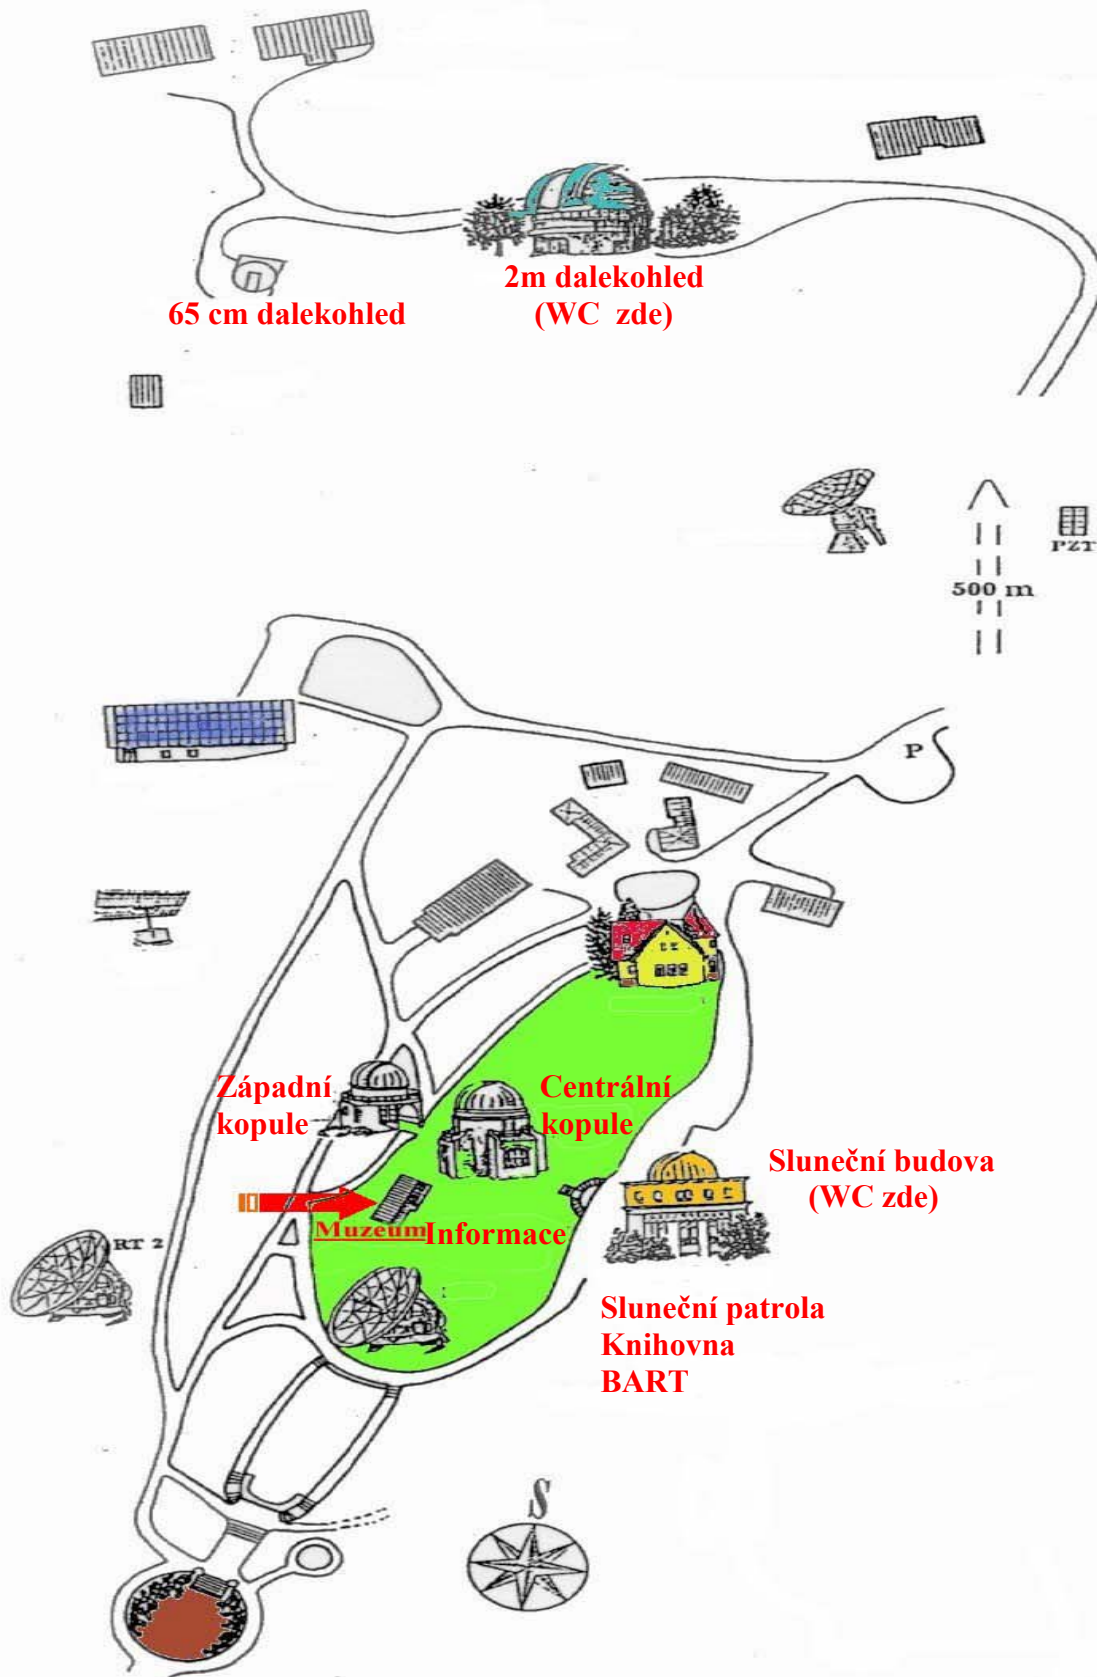 2m dalekohled
(WC zde)
65 cm dalekohled
PZT
500 m
P
Západní
kopule
Centrální
kopule
Sluneční budova
(WC zde)
Muzeum
Informace
RT 2
Sluneční patrola
Knihovna
BART
S